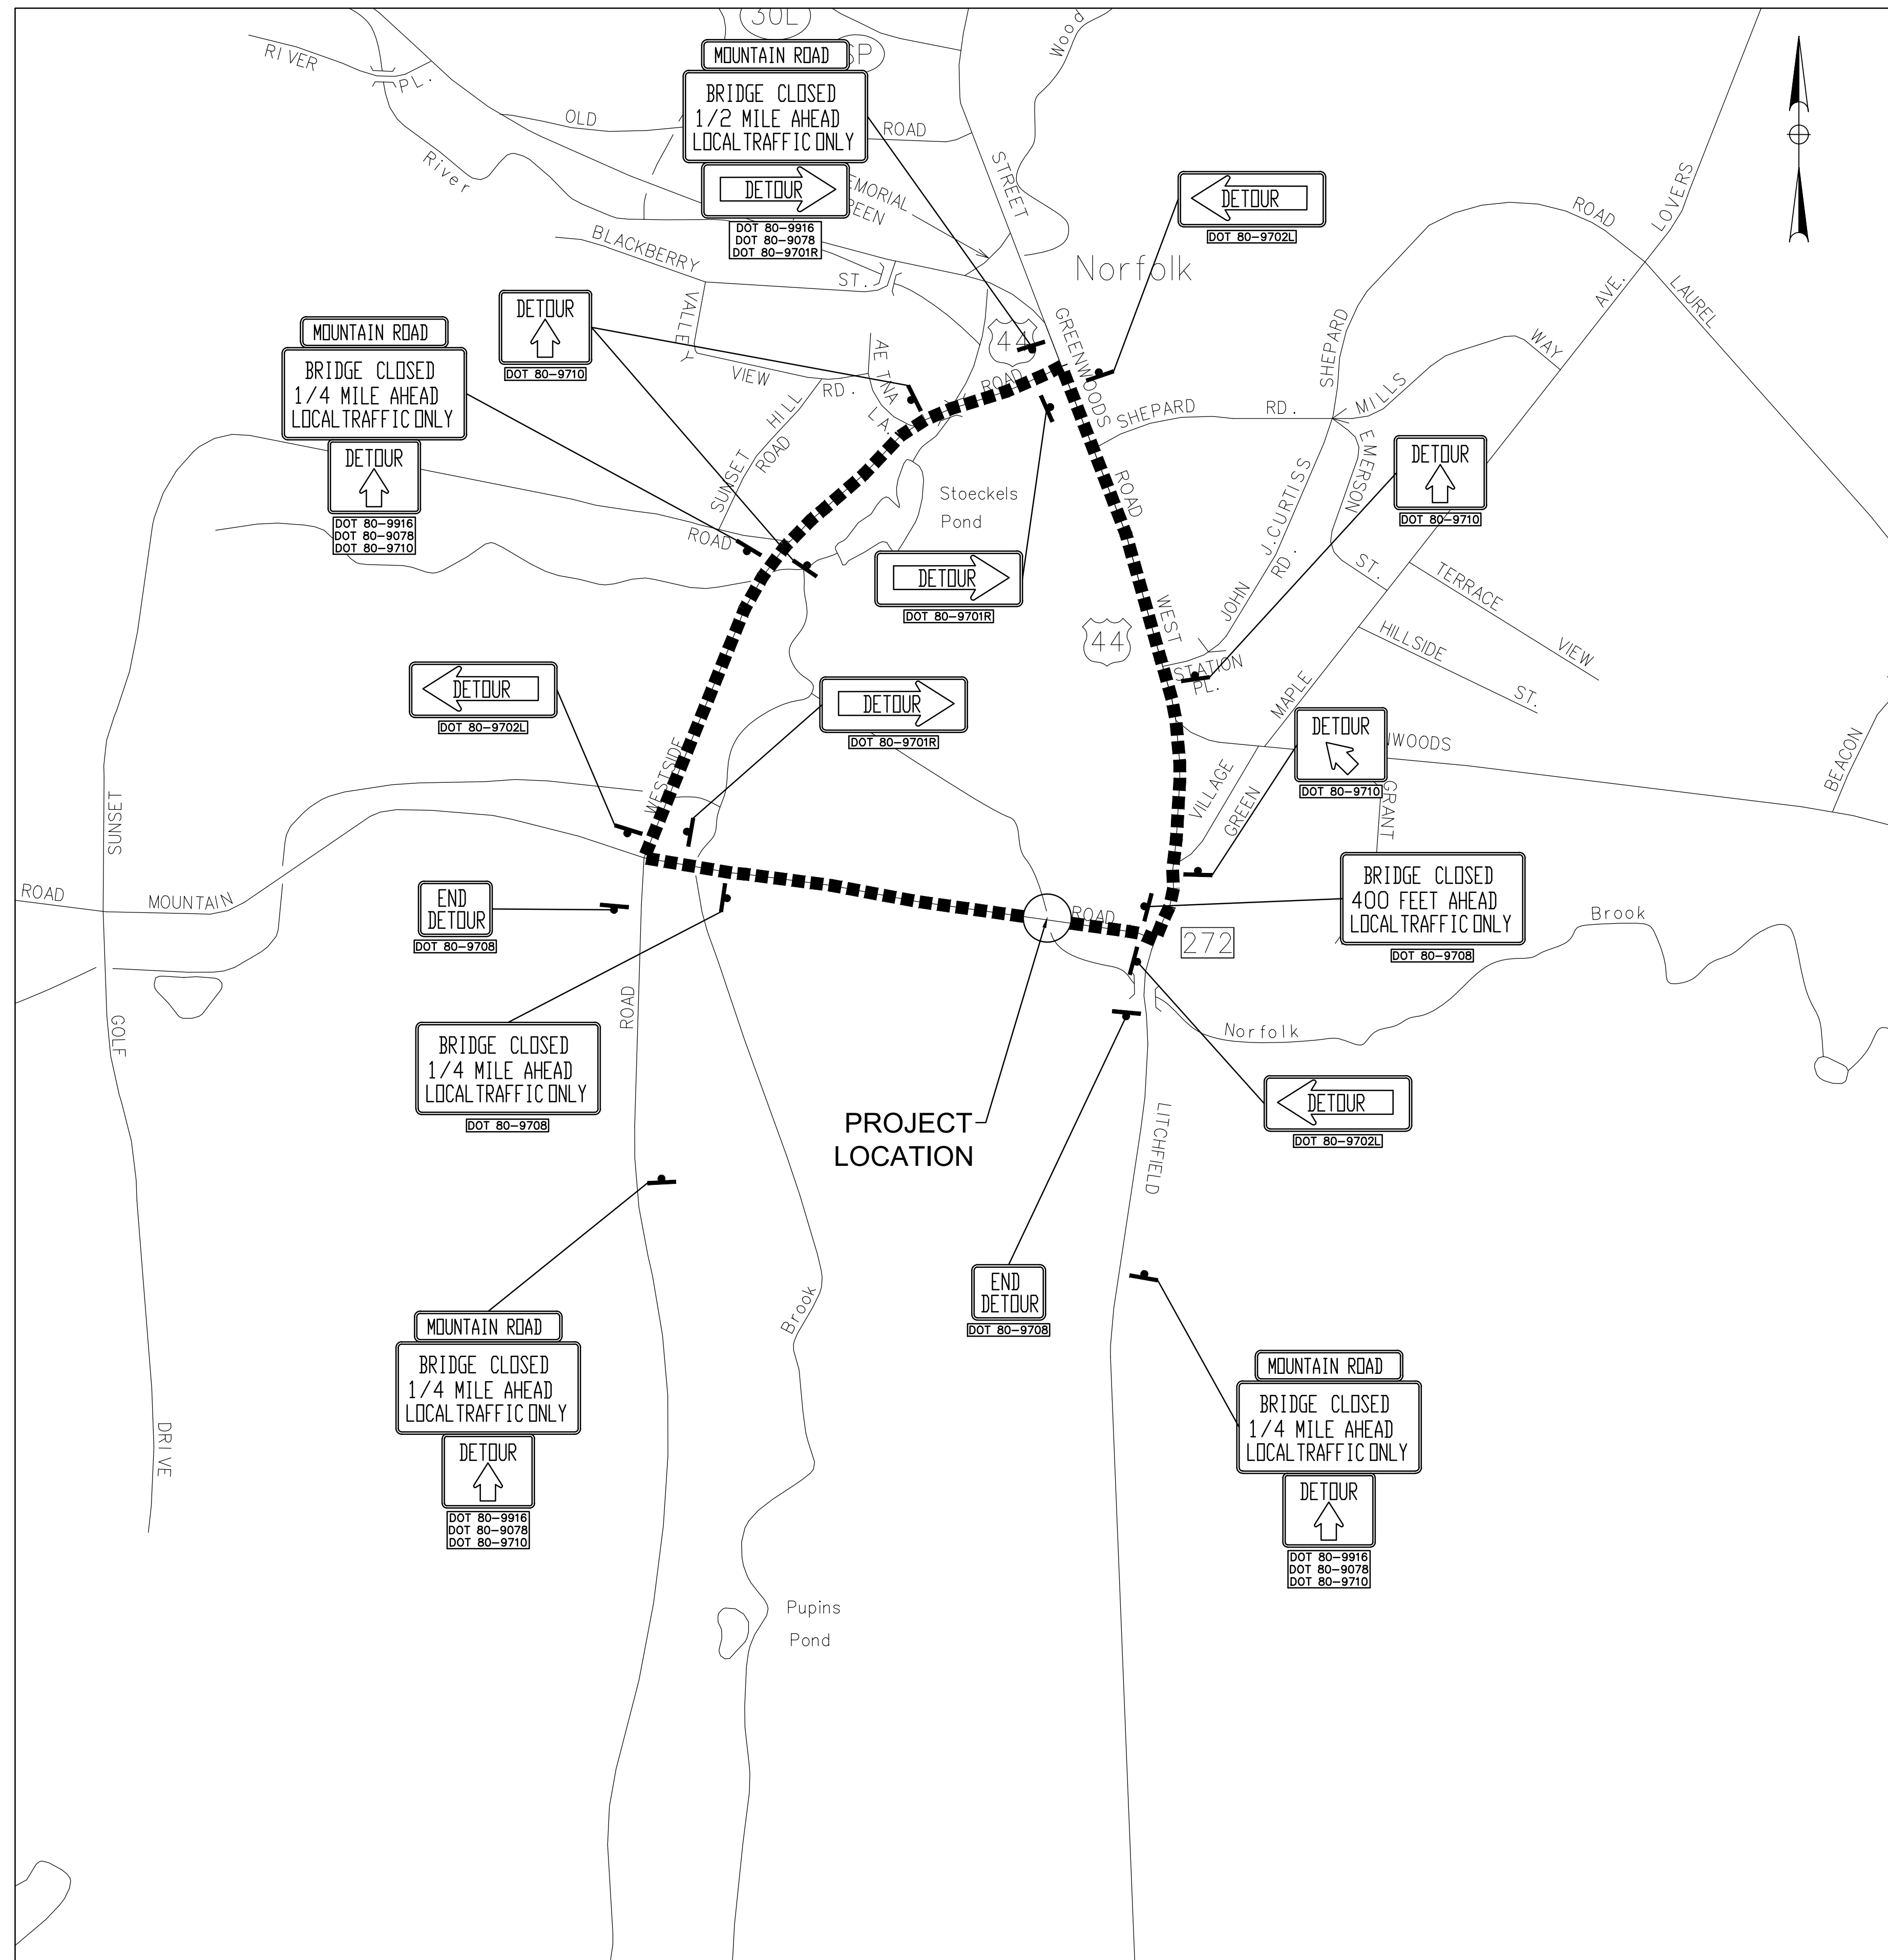 30L
SP
MOUNTAIN ROAD
BRIDGE CLOSED
1/2 MILE AHEAD
LOCAL TRAFFIC ONLY
DETOUR
DOT 80-9916
DOT 80-9078
DOT 80-9701R
RIVER
PL.
River
OLD
ROAD
Wood
STREET
EMORIAL
REEN
BLACKBERRY
ST.
DETOUR
DOT 80-9702L
Norfolk
ROAD
LOVERS
AVE.
LAUREL
SHEPARD
WAY
MILLS
VALLEY
VIEW
RD.
AETNA
LA.
44
GREENWOODS
ROAD
ROAD
SHEPARD
RD.
EMERSON
ST.
DETOUR
DOT 80-9710
MOUNTAIN ROAD
BRIDGE CLOSED
1/4 MILE AHEAD
LOCAL TRAFFIC ONLY
DETOUR
DOT 80-9916
DOT 80-9078
DOT 80-9710
SUNSET
HILL
ROAD
ROAD
Stoeckels
Pond
DETOUR
DOT 80-9701R
DETOUR
DOT 80-9710
J.CURTISS
JOHN
RD.
TERRACE
VIEW
HILLSIDE
ST.
44
WEST
STATION
PL.
MAPLE
DETOUR
DOT 80-9702L
DETOUR
DOT 80-9701R
DETOUR
DOT 80-9710
WOODS
GRANT
BEACON
VILLAGE
GREEN
WESTSIDE
ROAD
SUNSET
GOLF
DRIVE
ROAD
MOUNTAIN
END
DETOUR
DOT 80-9708
ROAD
272
BRIDGE CLOSED
400 FEET AHEAD
LOCAL TRAFFIC ONLY
DOT 80-9708
Brook
Norfolk
BRIDGE CLOSED
1/4 MILE AHEAD
LOCAL TRAFFIC ONLY
DOT 80-9708
PROJECT
LOCATION
DETOUR
DOT 80-9702L
LITCHFIELD
Brook
END
DETOUR
DOT 80-9708
MOUNTAIN ROAD
BRIDGE CLOSED
1/4 MILE AHEAD
LOCAL TRAFFIC ONLY
DETOUR
DOT 80-9916
DOT 80-9078
DOT 80-9710
MOUNTAIN ROAD
BRIDGE CLOSED
1/4 MILE AHEAD
LOCAL TRAFFIC ONLY
DETOUR
DOT 80-9916
DOT 80-9078
DOT 80-9710
Pupins
Pond